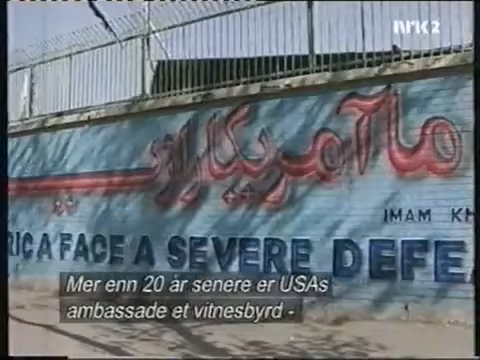 nrk2
ما آمریکا را
IMAM KH
RICA FACE A SEVERE DEFEA
Mer enn 20 år senere er USAs
ambassade et vitnesbyrd -